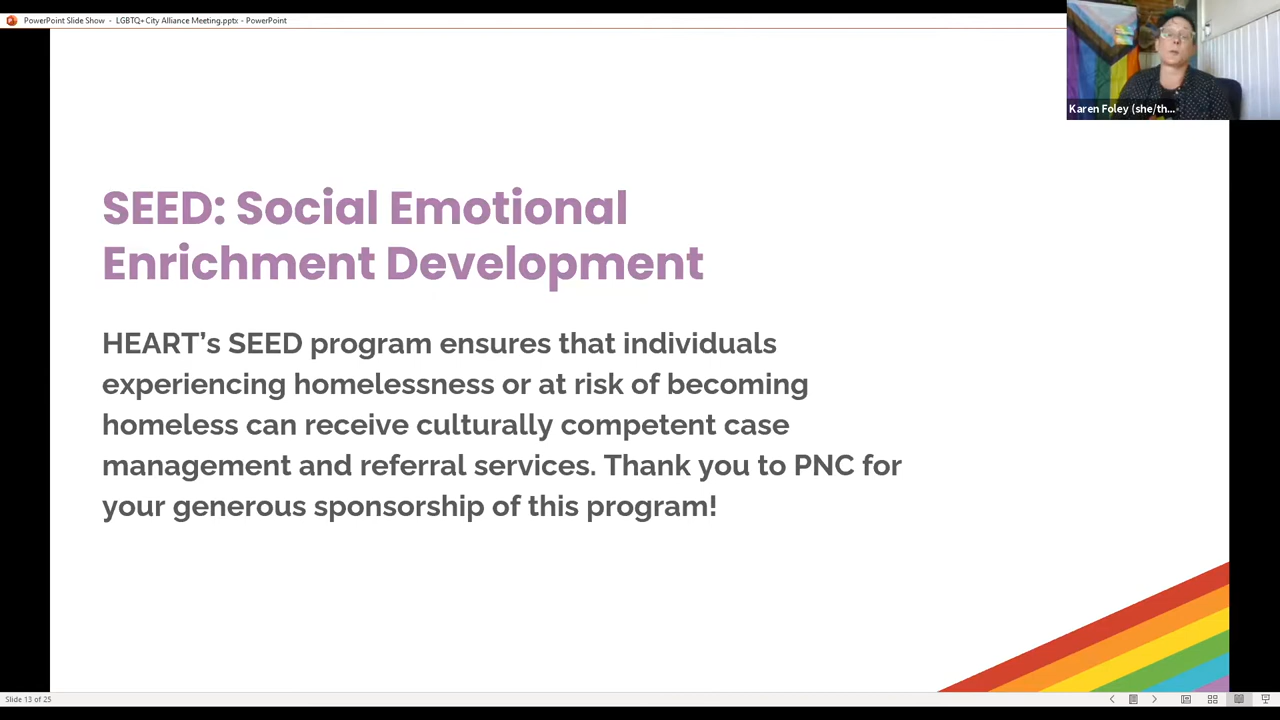 PowerPoint Slide Show - LGBTQ+City Alliance Meeting.pptx - PowerPoint
Karen Foley (she/th...
SEED: Social Emotional
Enrichment Development
HEART’s SEED program ensures that individuals
experiencing homelessness or at risk of becoming
homeless can receive culturally competent case
management and referral services. Thank you to PNC for
your generous sponsorship of this program!
Slide 13 of 25